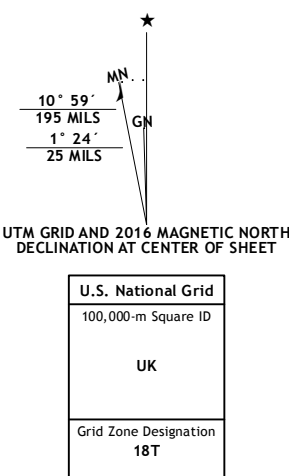 ★
MN
GN
10° 59´
195 MILS
1° 24´
25 MILS
UTM GRID AND 2016 MAGNETIC NORTH
DECLINATION AT CENTER OF SHEET
U.S. National Grid
100,000-m Square ID
UK
Grid Zone Designation
18T